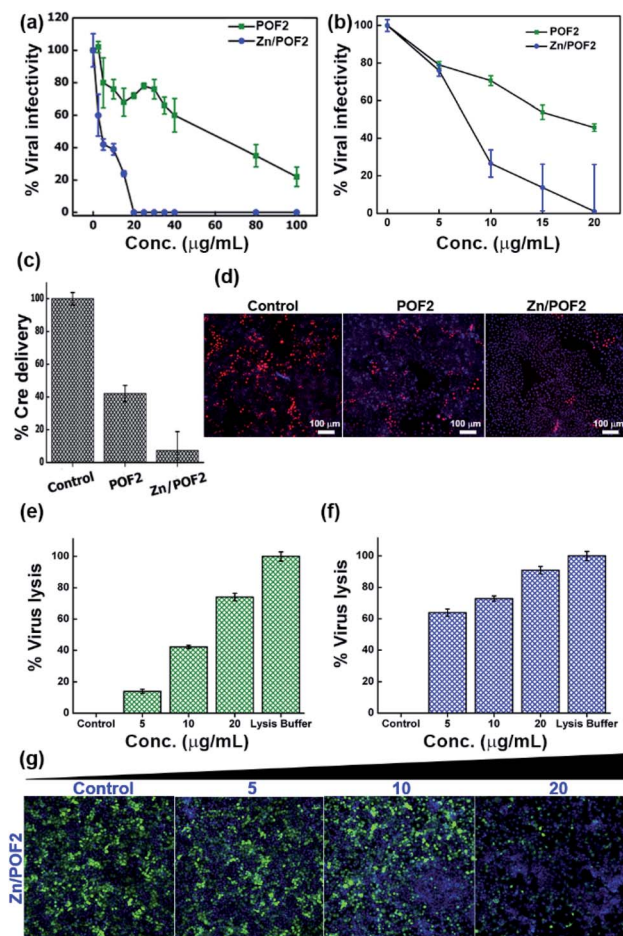 (a)
POF2
Zn/POF2
% Viral infectivity
120
100
80
60
40
20
0
0 20 40 60 80 100
Conc. (μg/mL)
(b)
POF2
Zn/POF2
% Viral infectivity
100
80
60
40
20
0
0 5 10 15 20
Conc. (μg/mL)
(c)
% Cre delivery
100
80
60
40
20
0
Control POF2 Zn/POF2
(d)
Control POF2 Zn/POF2
100 μm 100 μm 100 μm
(e)
% Virus lysis
100
80
60
40
20
0
Control 5 10 20 Lysis Buffer
Conc. (μg/mL)
(f)
% Virus lysis
100
80
60
40
20
0
Control 5 10 20 Lysis Buffer
Conc. (μg/mL)
(g)
Control 5 10 20
Zn/POF2